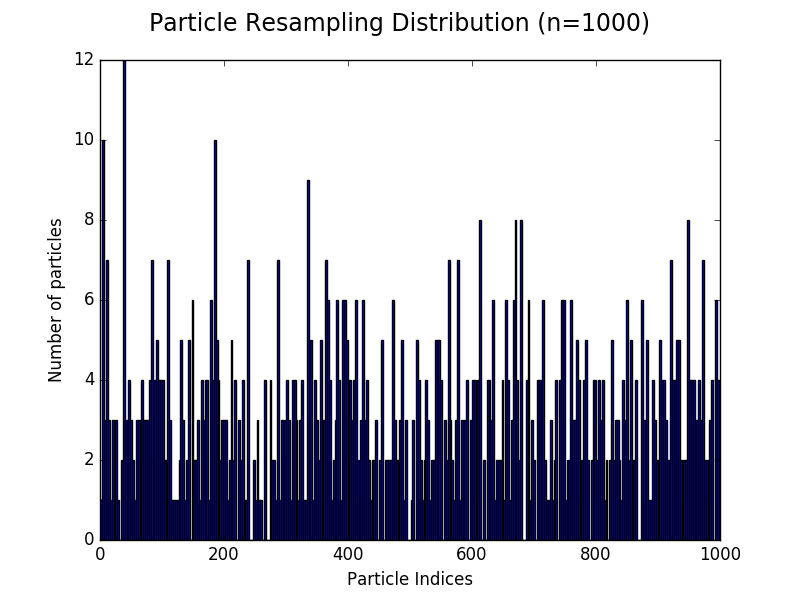 Particle Resampling Distribution (n=1000)
12
10
8
6
4
2
0
Number of particles
0 200 400 600 800 1000
Particle Indices